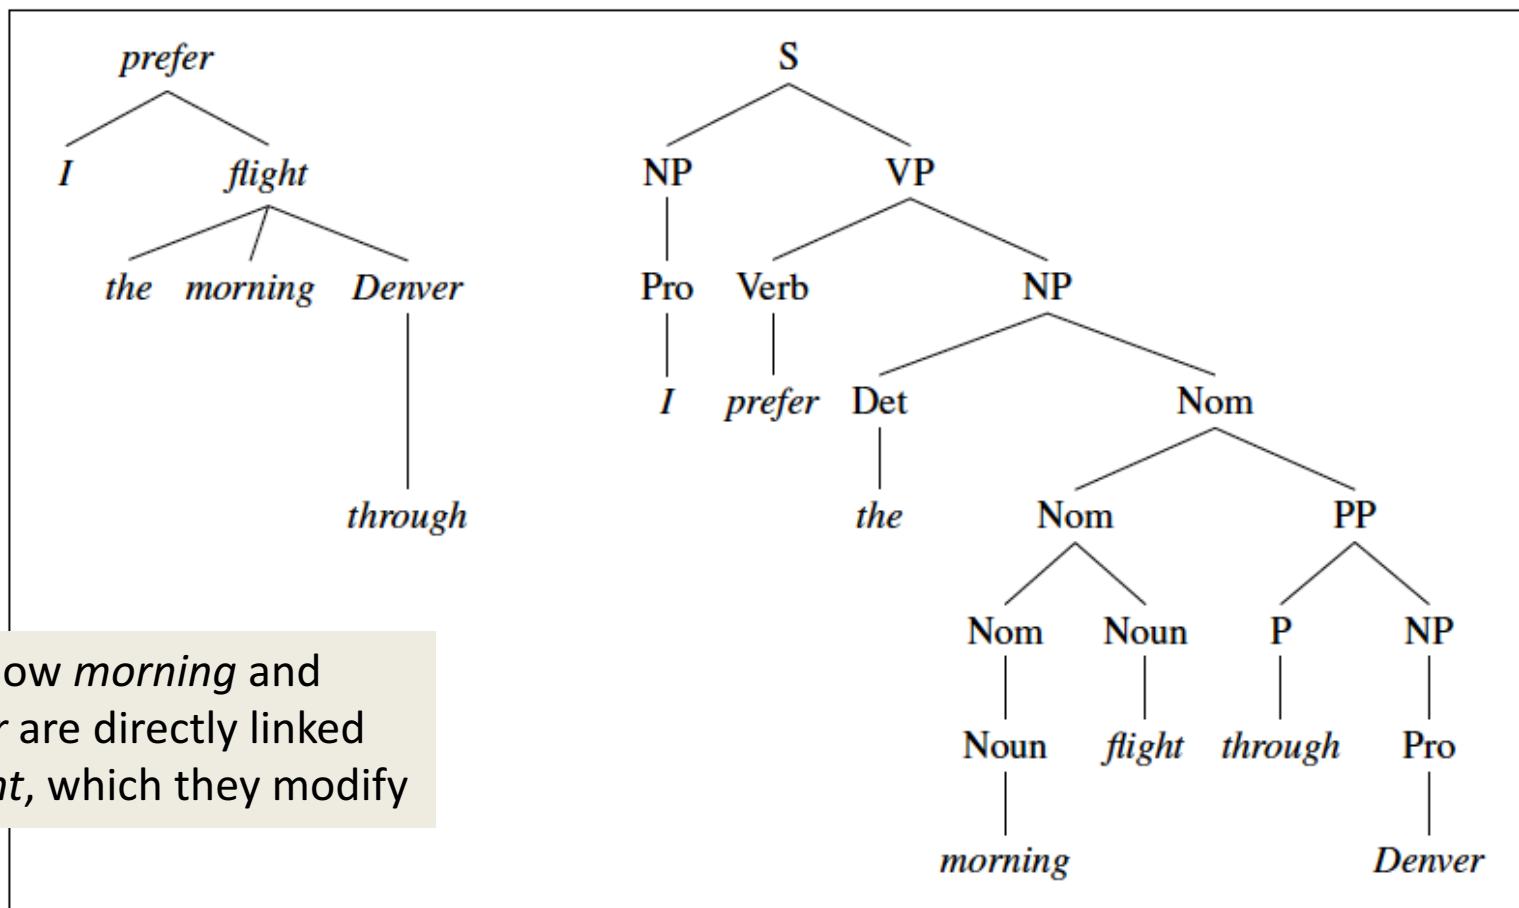 prefer
I flight
the morning Denver
through
S
NP VP
Pro Verb NP
I prefer Det Nom
the Nom PP
Nom Noun P NP
Noun flight through Pro
morning Denver
ow morning and
r are directly linked
ht, which they modify